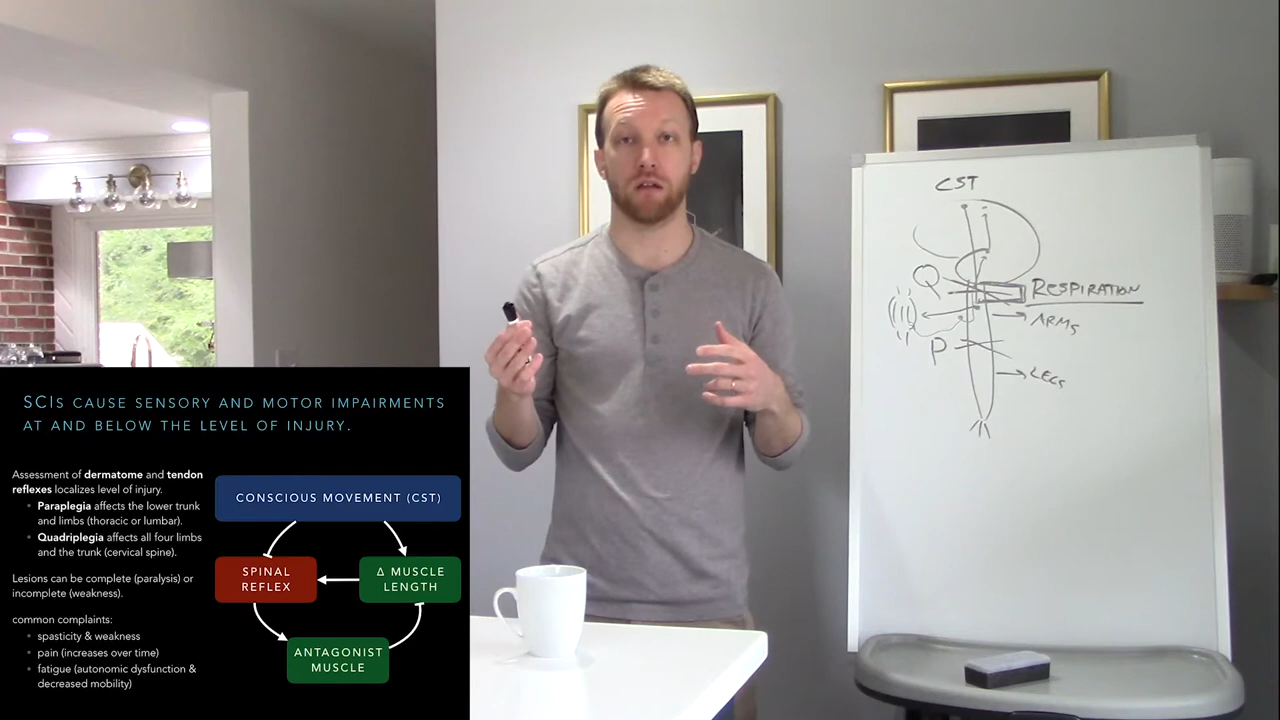 SCIs CAUSE SENSORY AND MOTOR IMPAIRMENTS
AT AND BELOW THE LEVEL OF INJURY.
Assessment of dermatome and tendon
reflexes localizes level of injury.
• Paraplegia affects the lower trunk
and limbs (thoracic or lumbar).
• Quadriplegia affects all four limbs
and the trunk (cervical spine).
Lesions can be complete (paralysis) or
incomplete (weakness).
common complaints:
• spasticity & weakness
• pain (increases over time)
• fatigue (autonomic dysfunction &
decreased mobility)
CONSCIOUS MOVEMENT (CST)
SPINAL
REFLEX
Δ MUSCLE
LENGTH
ANTAGONIST
MUSCLE
CST
Q
RESPIRATION
ARMS
P
LEGS